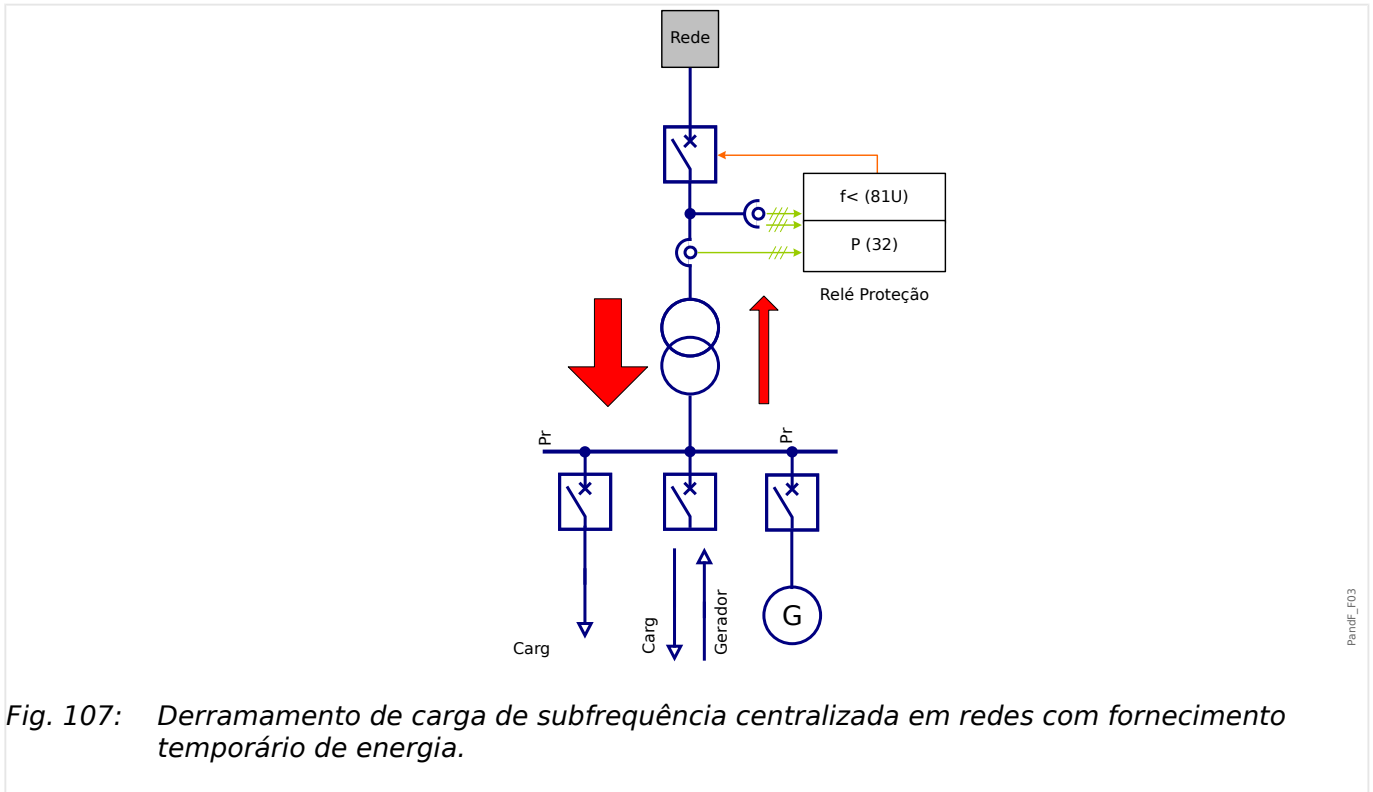 Rede
f< (81U)
P (32)
Relé Proteção
Pr
Pr
Carg
Carg
Gerador
G
PandF_F03
Fig. 107: Derramamento de carga de subfrequência centralizada em redes com fornecimento
temporário de energia.